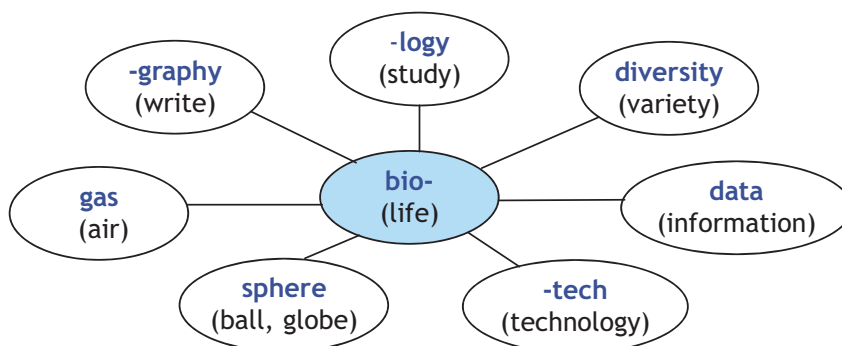 -logy
(study)
-graphy
(write)
diversity
(variety)
bio-
(life)
gas
(air)
data
(information)
sphere
(ball, globe)
-tech
(technology)